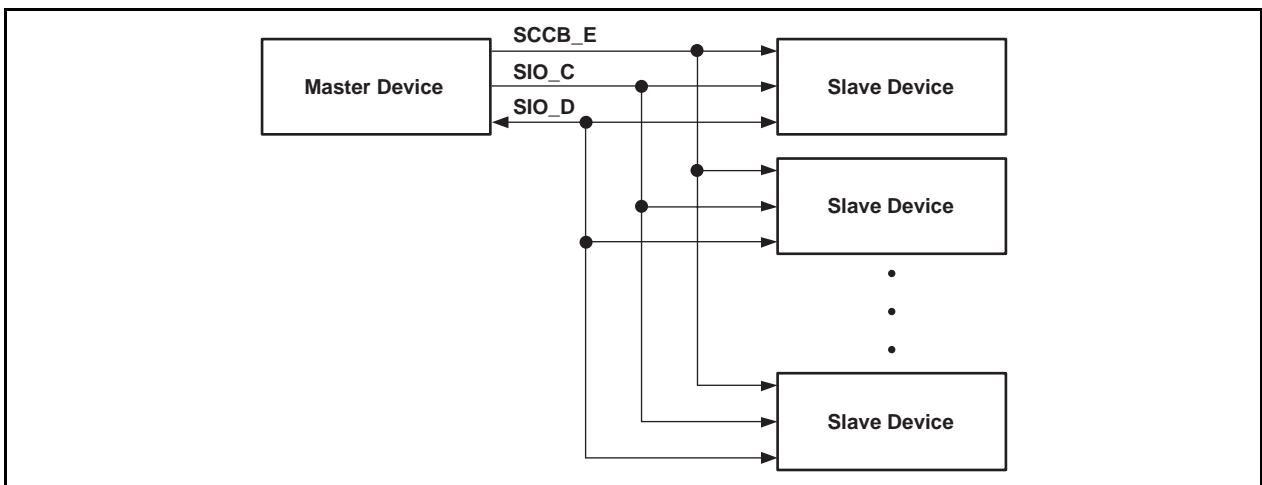 SCCB_E
Master Device
SIO_C
SIO_D
Slave Device
Slave Device
Slave Device